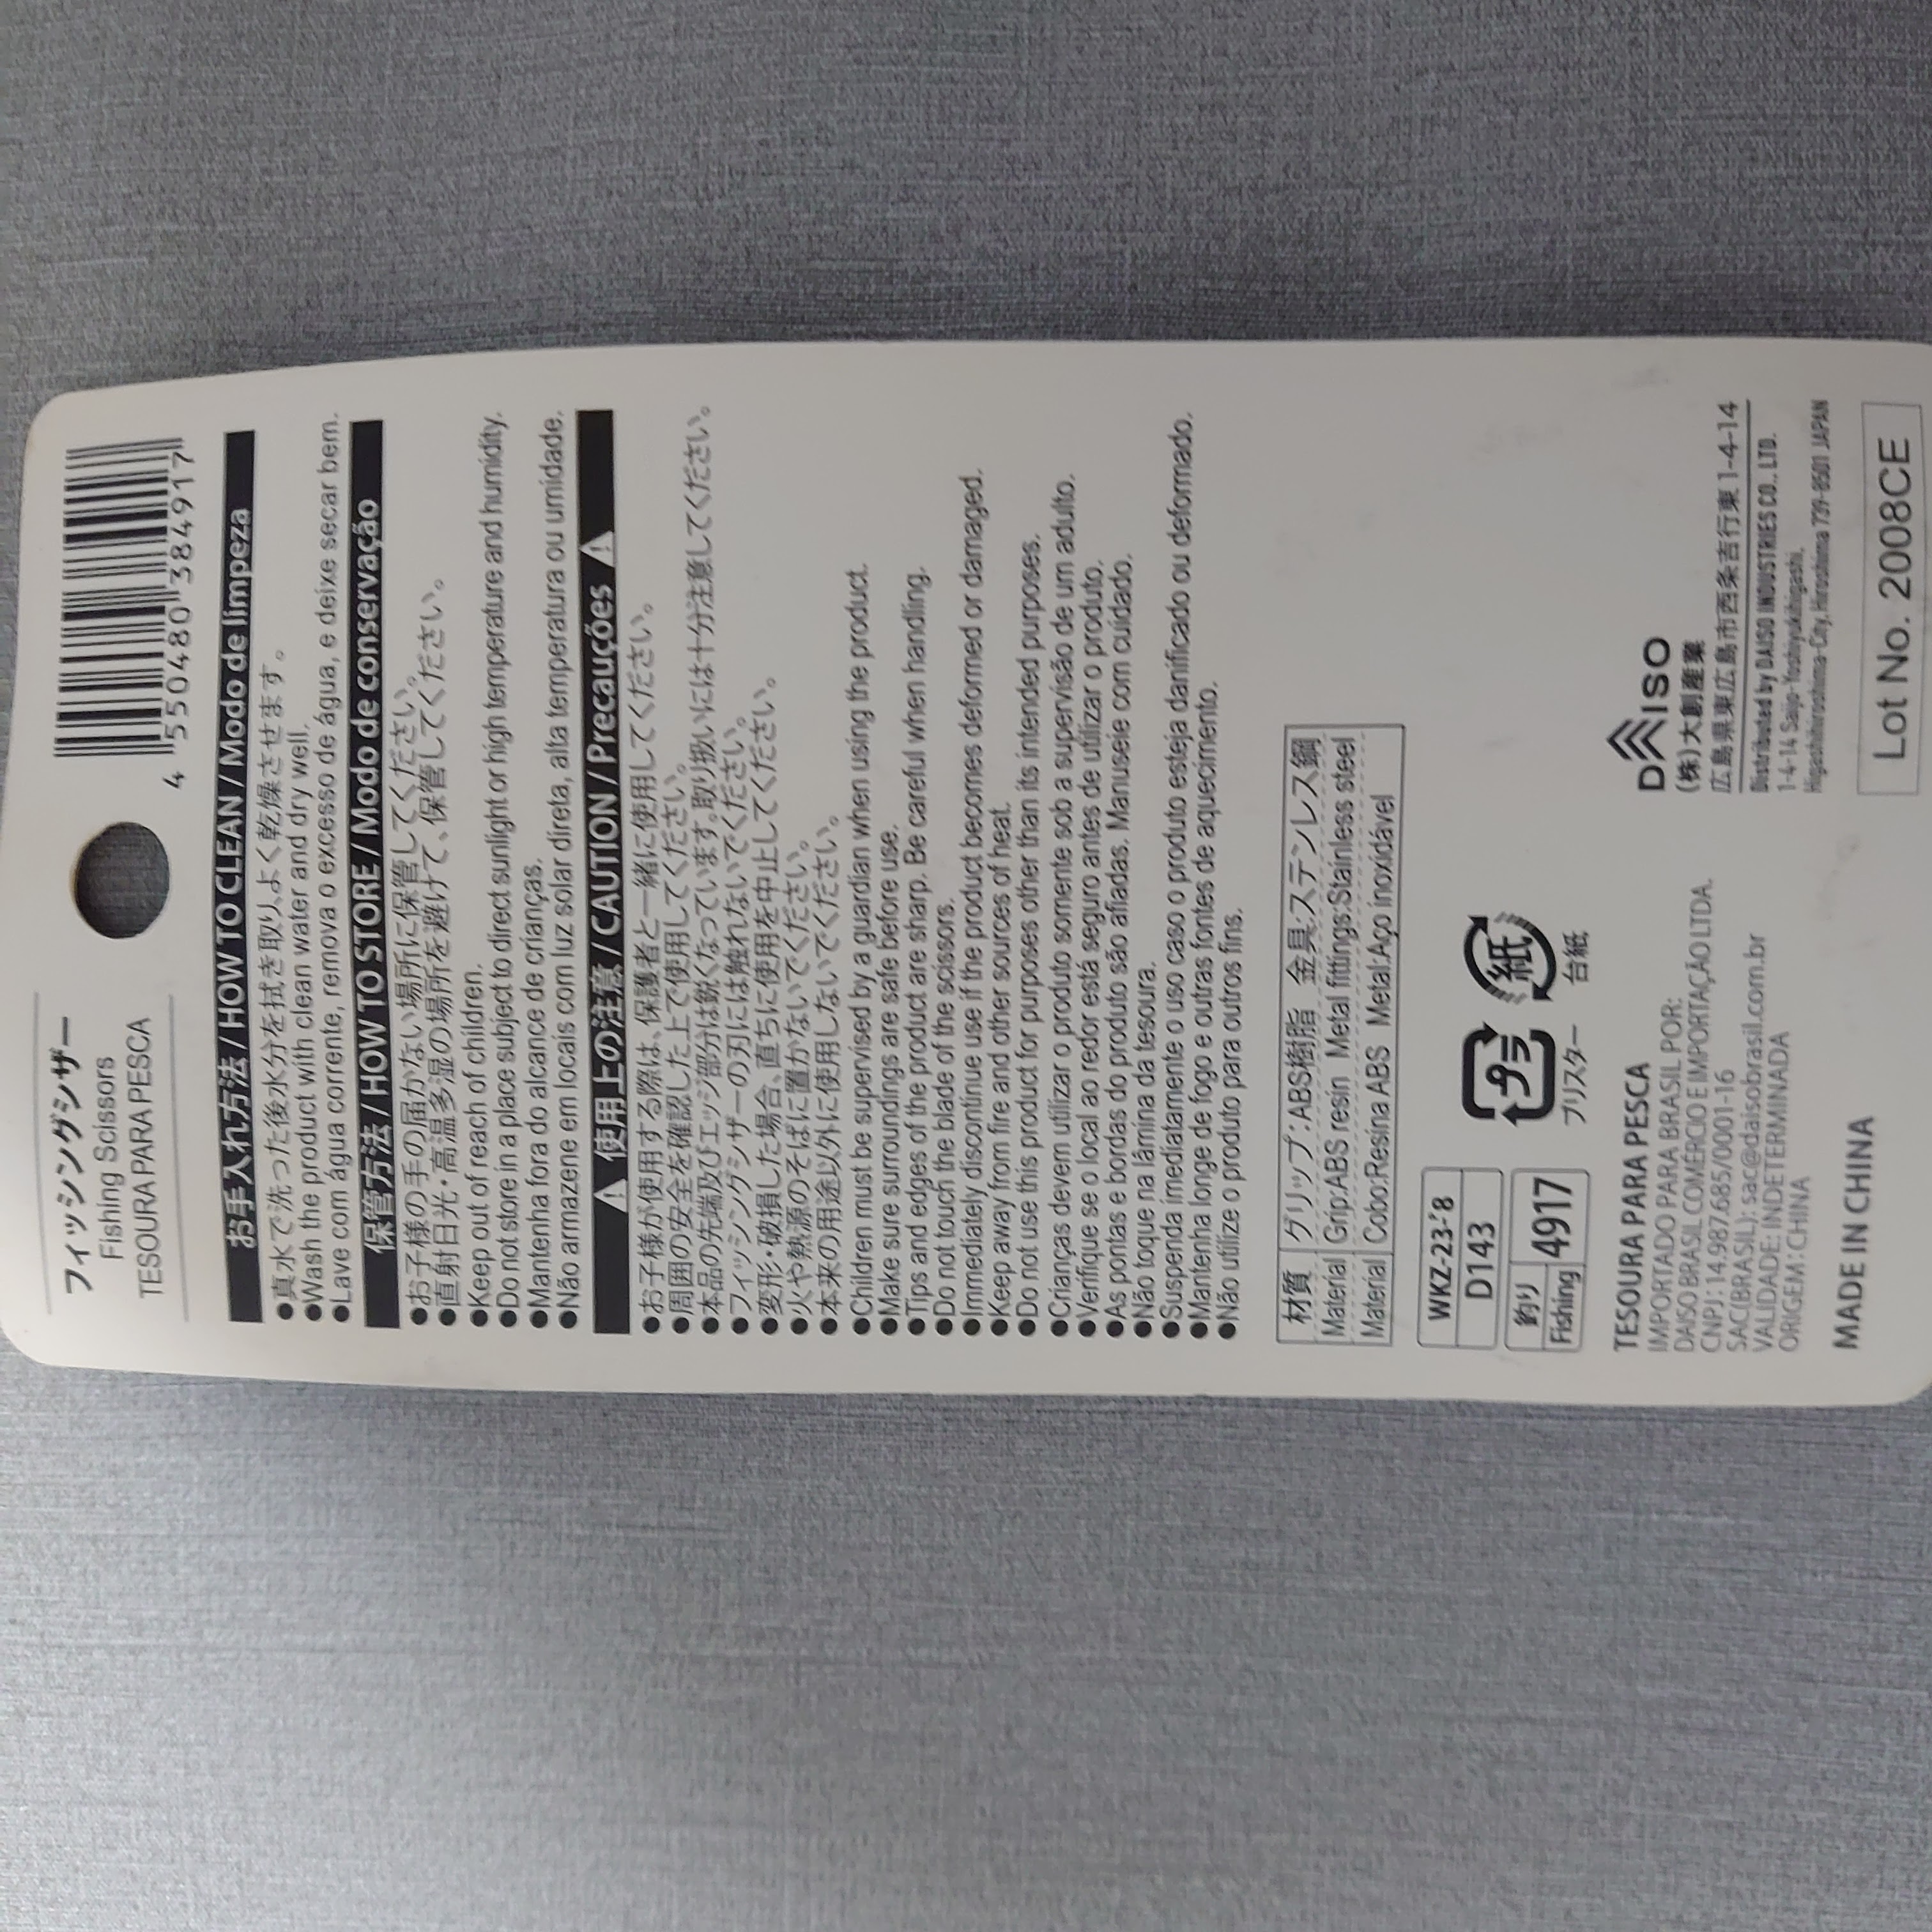 フィッシングシザー
Fishing Scissors
TESOURA PARA PESCA
4 550480 384917
お手入れ方法 / HOW TO CLEAN / Modo de limpeza
●真水で洗った後水分を拭き取り、よく乾燥させます。
●Wash the product with clean water and dry well.
●Lave com água corrente, remova o excesso de água, e deixe secar bem.
保管方法 / HOW TO STORE / Modo de conservação
●お子様の手の届かない場所に保管してください。
●直射日光・高温多湿の場所を避けて、保管してください。
●Keep out of reach of children.
●Do not store in a place subject to direct sunlight or high temperature and humidity.
●Mantenha fora do alcance de crianças.
●Não armazene em locais com luz solar direta, alta temperatura ou umidade.
⚠ 使用上の注意 / CAUTION / Precauções ⚠
●お子様が使用する際は、保護者と一緒に使用してください。
●周囲の安全を確認した上で使用してください。
●本品の先端及びエッジ部分は鋭くなっています。取り扱いには十分注意してください。
●フィッシングシザーの刃には触れないでください。
●変形・破損した場合、直ちに使用を中止してください。
●火や熱源のそばに置かないでください。
●本来の用途以外に使用しないでください。
●Children must be supervised by a guardian when using the product.
●Make sure surroundings are safe before use.
●Tips and edges of the product are sharp. Be careful when handling.
●Do not touch the blade of the scissors.
●Immediately discontinue use if the product becomes deformed or damaged.
●Keep away from fire and other sources of heat.
●Do not use this product for purposes other than its intended purposes.
●Crianças devem utilizar o produto somente sob a supervisão de um adulto.
●Verifique se o local ao redor está seguro antes de utilizar o produto.
●As pontas e bordas do produto são afiadas. Manuseie com cuidado.
●Não toque na lâmina da tesoura.
●Suspenda imediatamente o uso caso o produto esteja danificado ou deformado.
●Mantenha longe de fogo e outras fontes de aquecimento.
●Não utilize o produto para outros fins.
材質 グリップ:ABS樹脂 金具:ステンレス鋼
Material Grip:ABS resin Metal fittings:Stainless steel
Material Cobo:Resina ABS Metal:Aço inoxidável
WKZ-23-'8
D143
釣り
Fishing
4917
プラ
ブリスター
紙
台紙
TESOURA PARA PESCA
IMPORTADO PARA BRASIL POR:
DAISO BRASIL COMERCIO E IMPORTAÇÃO LTDA.
CNPJ: 14.987.685/0001-16
SAC(BRASIL): sac@daisobrasil.com.br
VALIDADE: INDETERMINADA
ORIGEM: CHINA
MADE IN CHINA
DAISO
(株)大創産業
広島県東広島市西条吉行東 1-4-14
Distributed by DAISO INDUSTRIES CO., LTD.
1-4-14 Saijo-Yoshiyukihigashi,
Higashihiroshima-City, Hiroshima 739-8501 JAPAN
Lot No. 2008CE